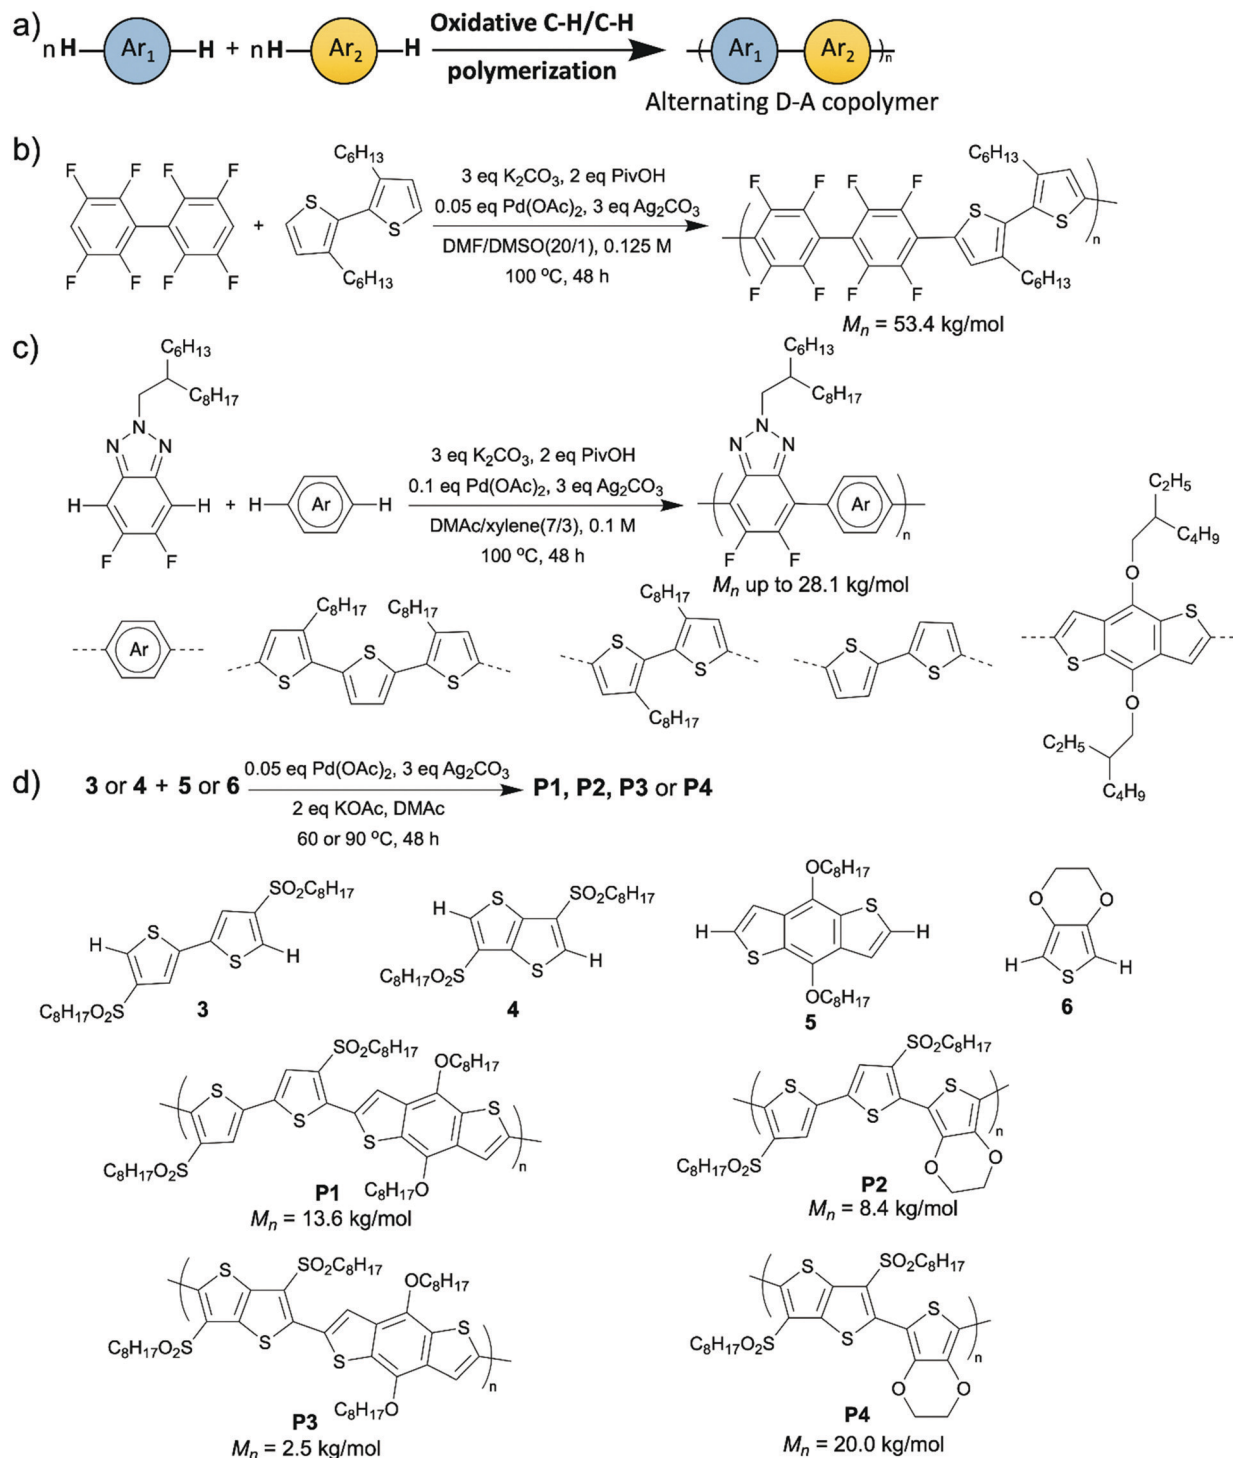 a)
n H Ar1 H + n H Ar2 H
Oxidative C-H/C-H
polymerization
Ar1 Ar2 n
Alternating D-A copolymer
b)
F F F F
F F F F
+
C6H13
S
S
C6H13
3 eq K2CO3, 2 eq PivOH
0.05 eq Pd(OAc)2, 3 eq Ag2CO3
DMF/DMSO(20/1), 0.125 M
100 oC, 48 h
C6H13
F F F F
S S
n
F F F F
C6H13
Mn = 53.4 kg/mol
c)
C6H13
C8H17
N
N N
H H
F F
+
H Ar H
3 eq K2CO3, 2 eq PivOH
0.1 eq Pd(OAc)2, 3 eq Ag2CO3
DMAc/xylene(7/3), 0.1 M
100 oC, 48 h
C6H13
C8H17
N
N N
Ar
n
F F
Mn up to 28.1 kg/mol
Ar
C8H17 C8H17
S S S
C8H17
S S
C8H17
S
S
C2H5
C4H9
O
S
S
O
C2H5
C4H9
d)
3 or 4 + 5 or 6
0.05 eq Pd(OAc)2, 3 eq Ag2CO3
2 eq KOAc, DMAc
60 or 90 oC, 48 h
P1, P2, P3 or P4
SO2C8H17
H S
S H
C8H17O2S
3
SO2C8H17
H S
S H
C8H17O2S
4
OC8H17
S
H H
S
OC8H17
5
O O
H S H
6
SO2C8H17
OC8H17
S S
S S
n
C8H17O2S
C8H17O
P1
Mn = 13.6 kg/mol
SO2C8H17
S S
S
n
C8H17O2S
O O
P2
Mn = 8.4 kg/mol
SO2C8H17
OC8H17
S S
S S
n
C8H17O2S
C8H17O
P3
Mn = 2.5 kg/mol
SO2C8H17
S S
S
n
C8H17O2S
O O
P4
Mn = 20.0 kg/mol